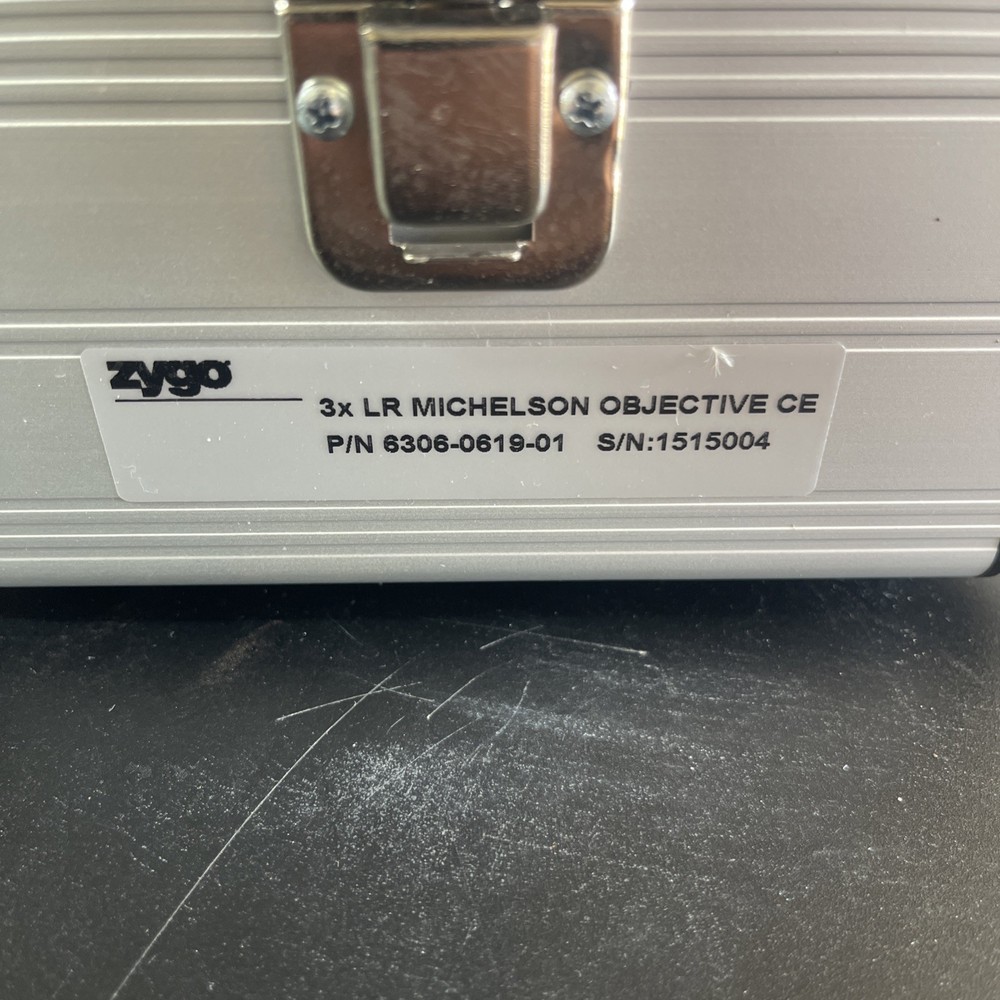 zygo
3x LR MICHELSON OBJECTIVE CE
P/N 6306-0619-01 S/N:1515004